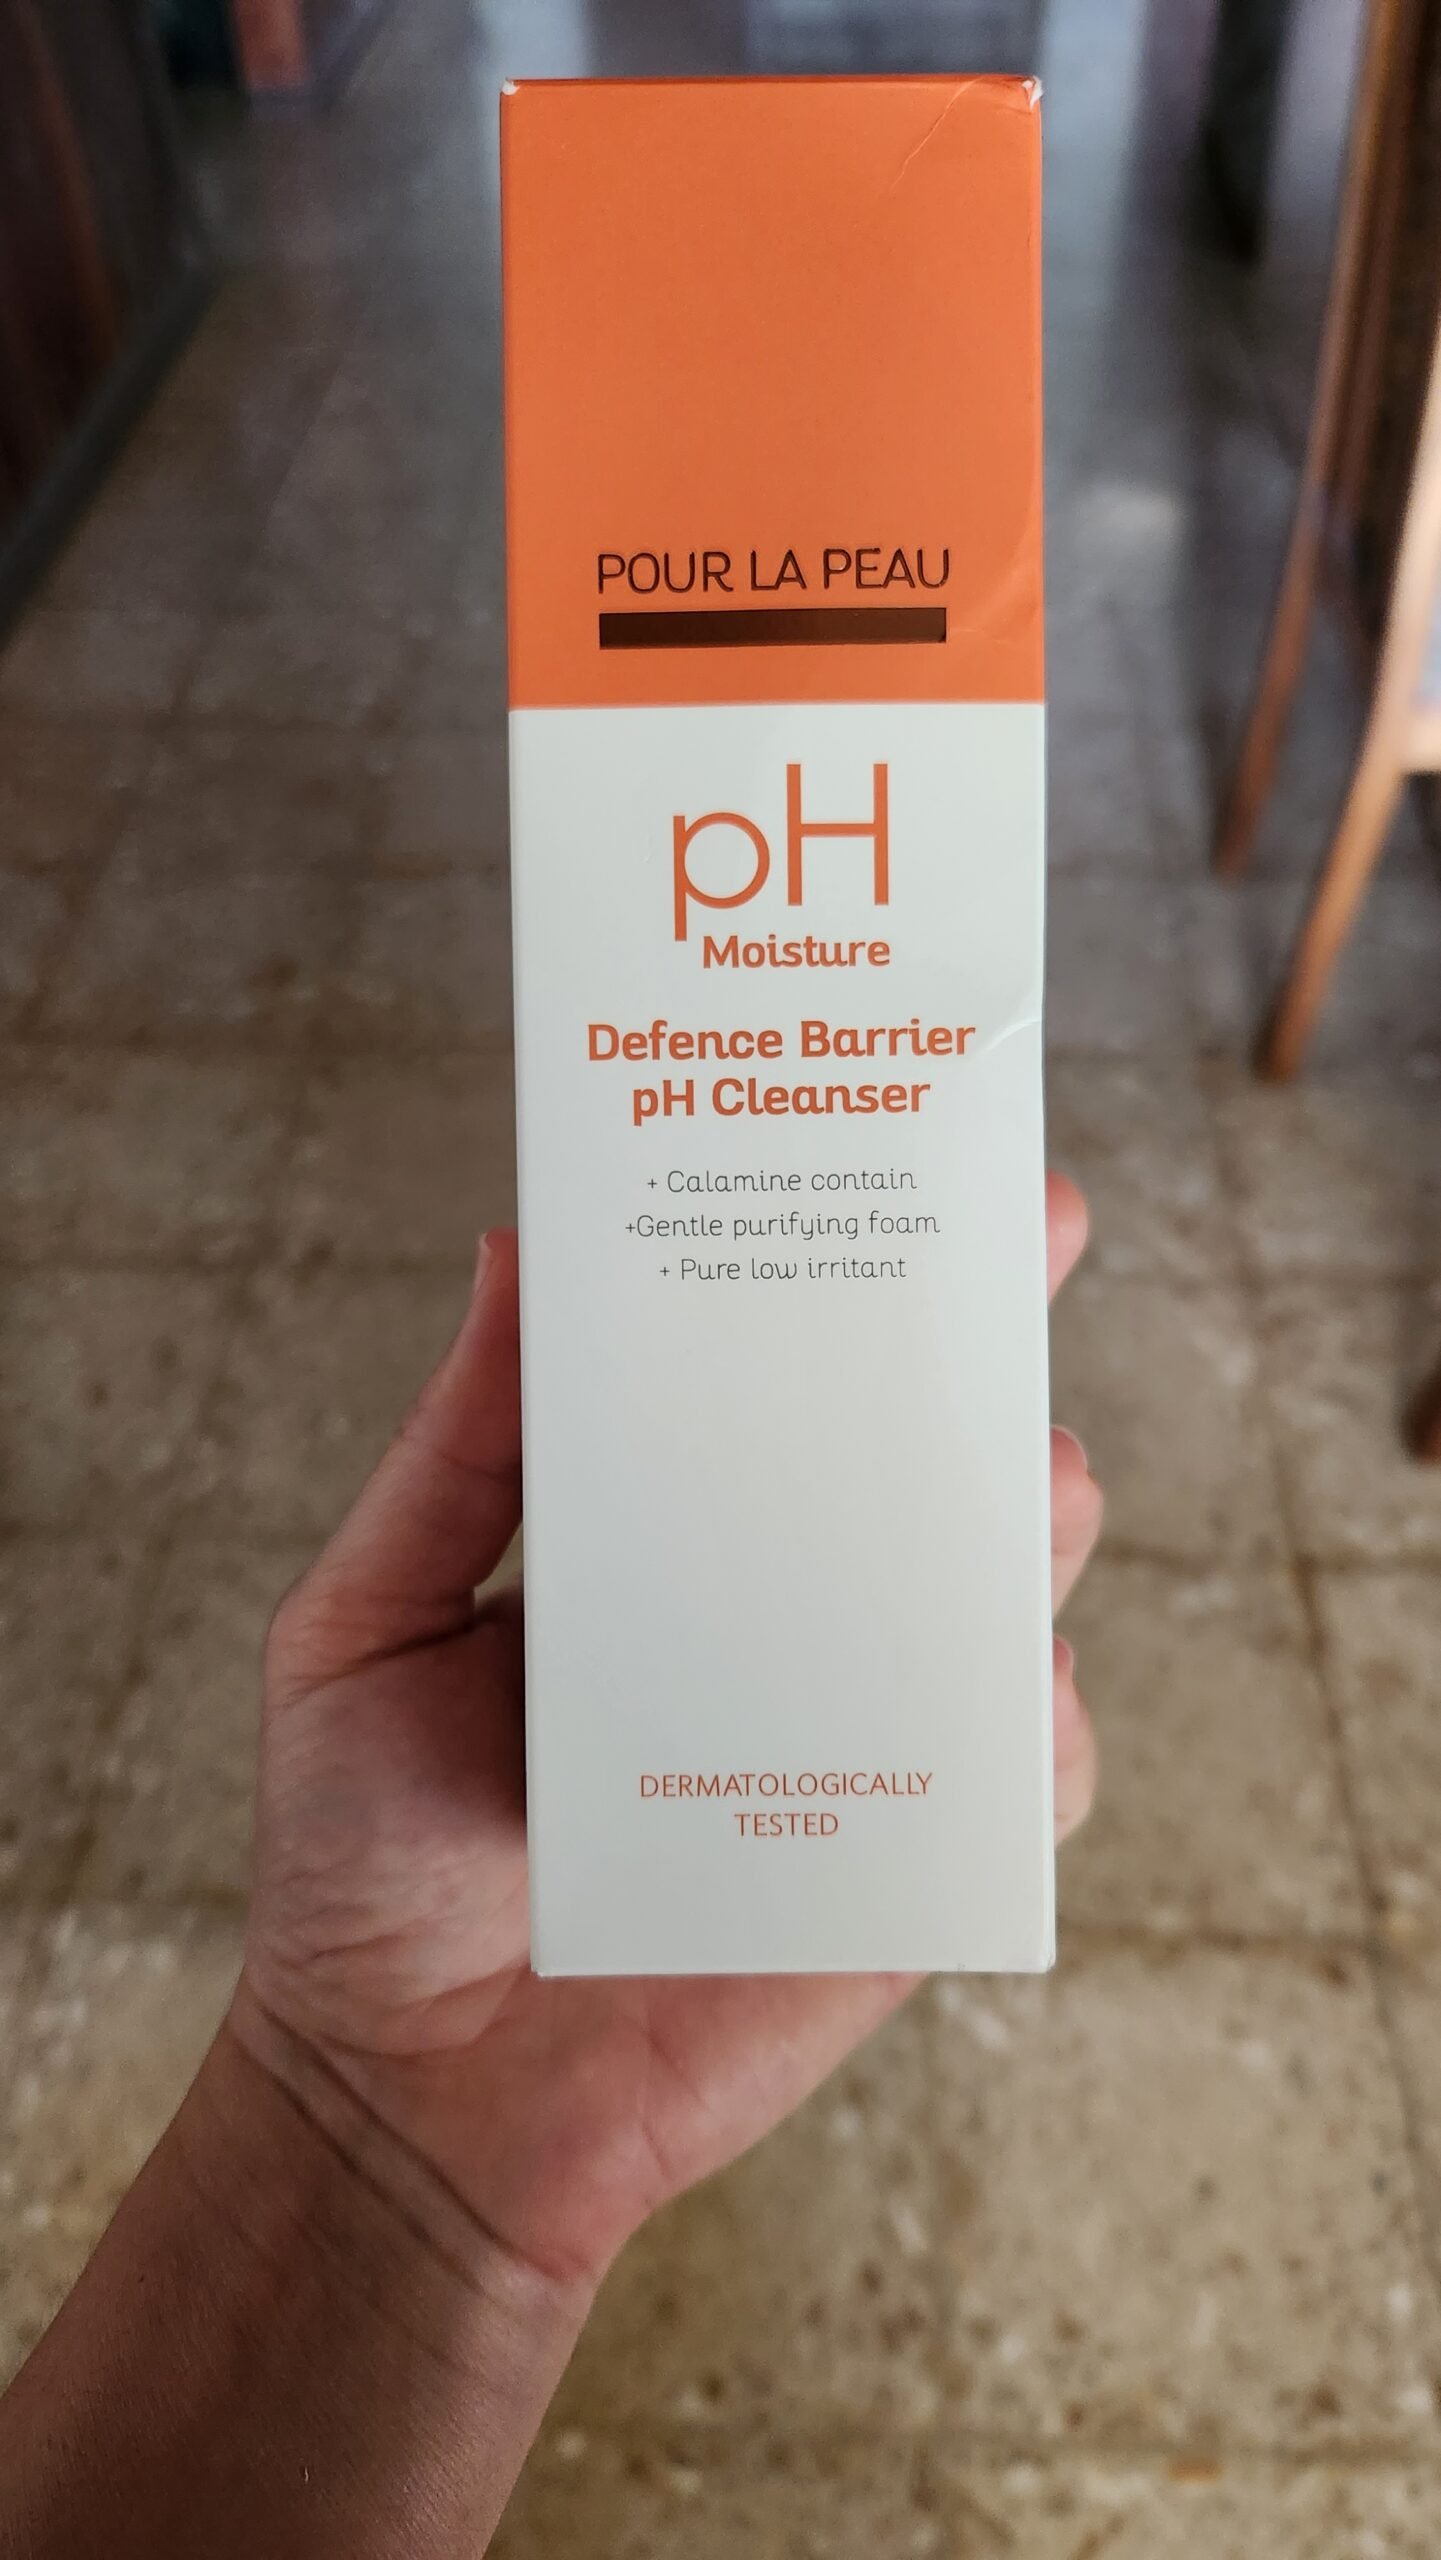 POUR LA PEAU
pH
Moisture
Defence Barrier
pH Cleanser
+ Calamine contain
+Gentle purifying foam
+ Pure low irritant
DERMATOLOGICALLY
TESTED